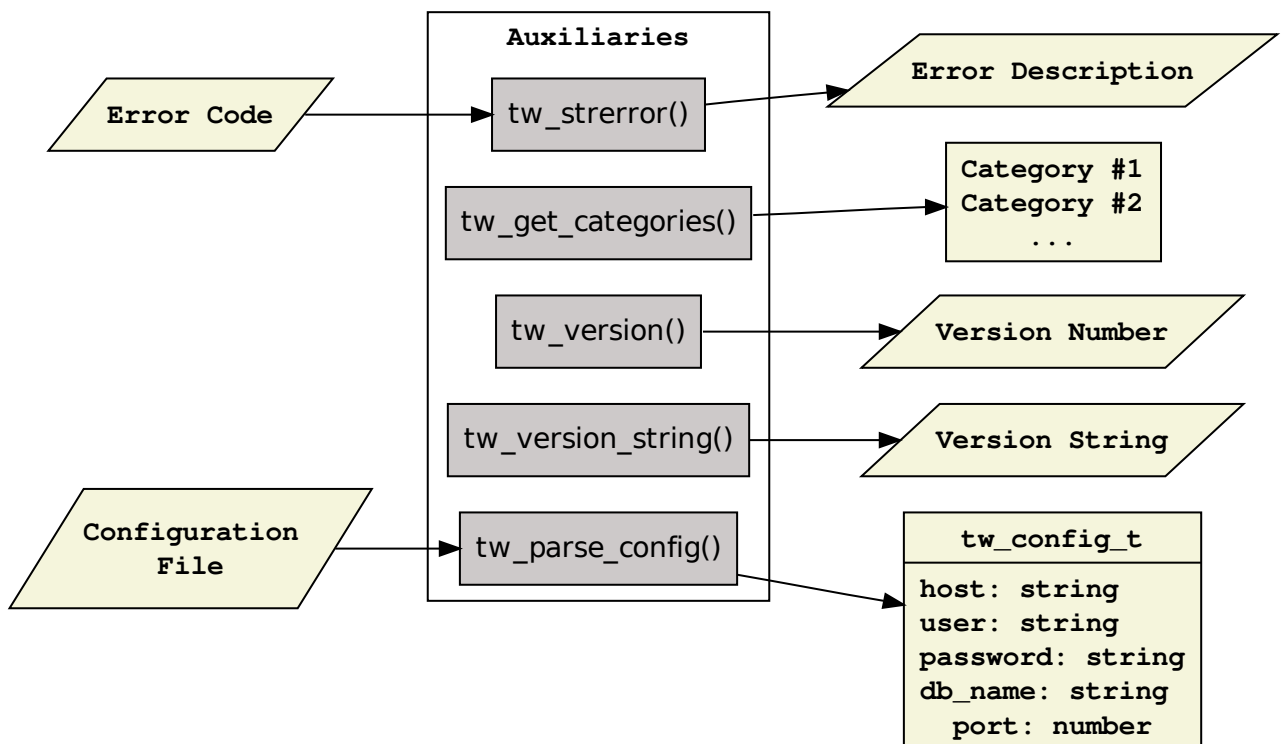 Auxiliaries
Error Code
tw_strerror()
Error Description
tw_get_categories()
Category #1
Category #2
...
tw_version()
Version Number
tw_version_string()
Version String
Configuration
File
tw_parse_config()
tw_config_t
host: string
user: string
password: string
db_name: string
port: number